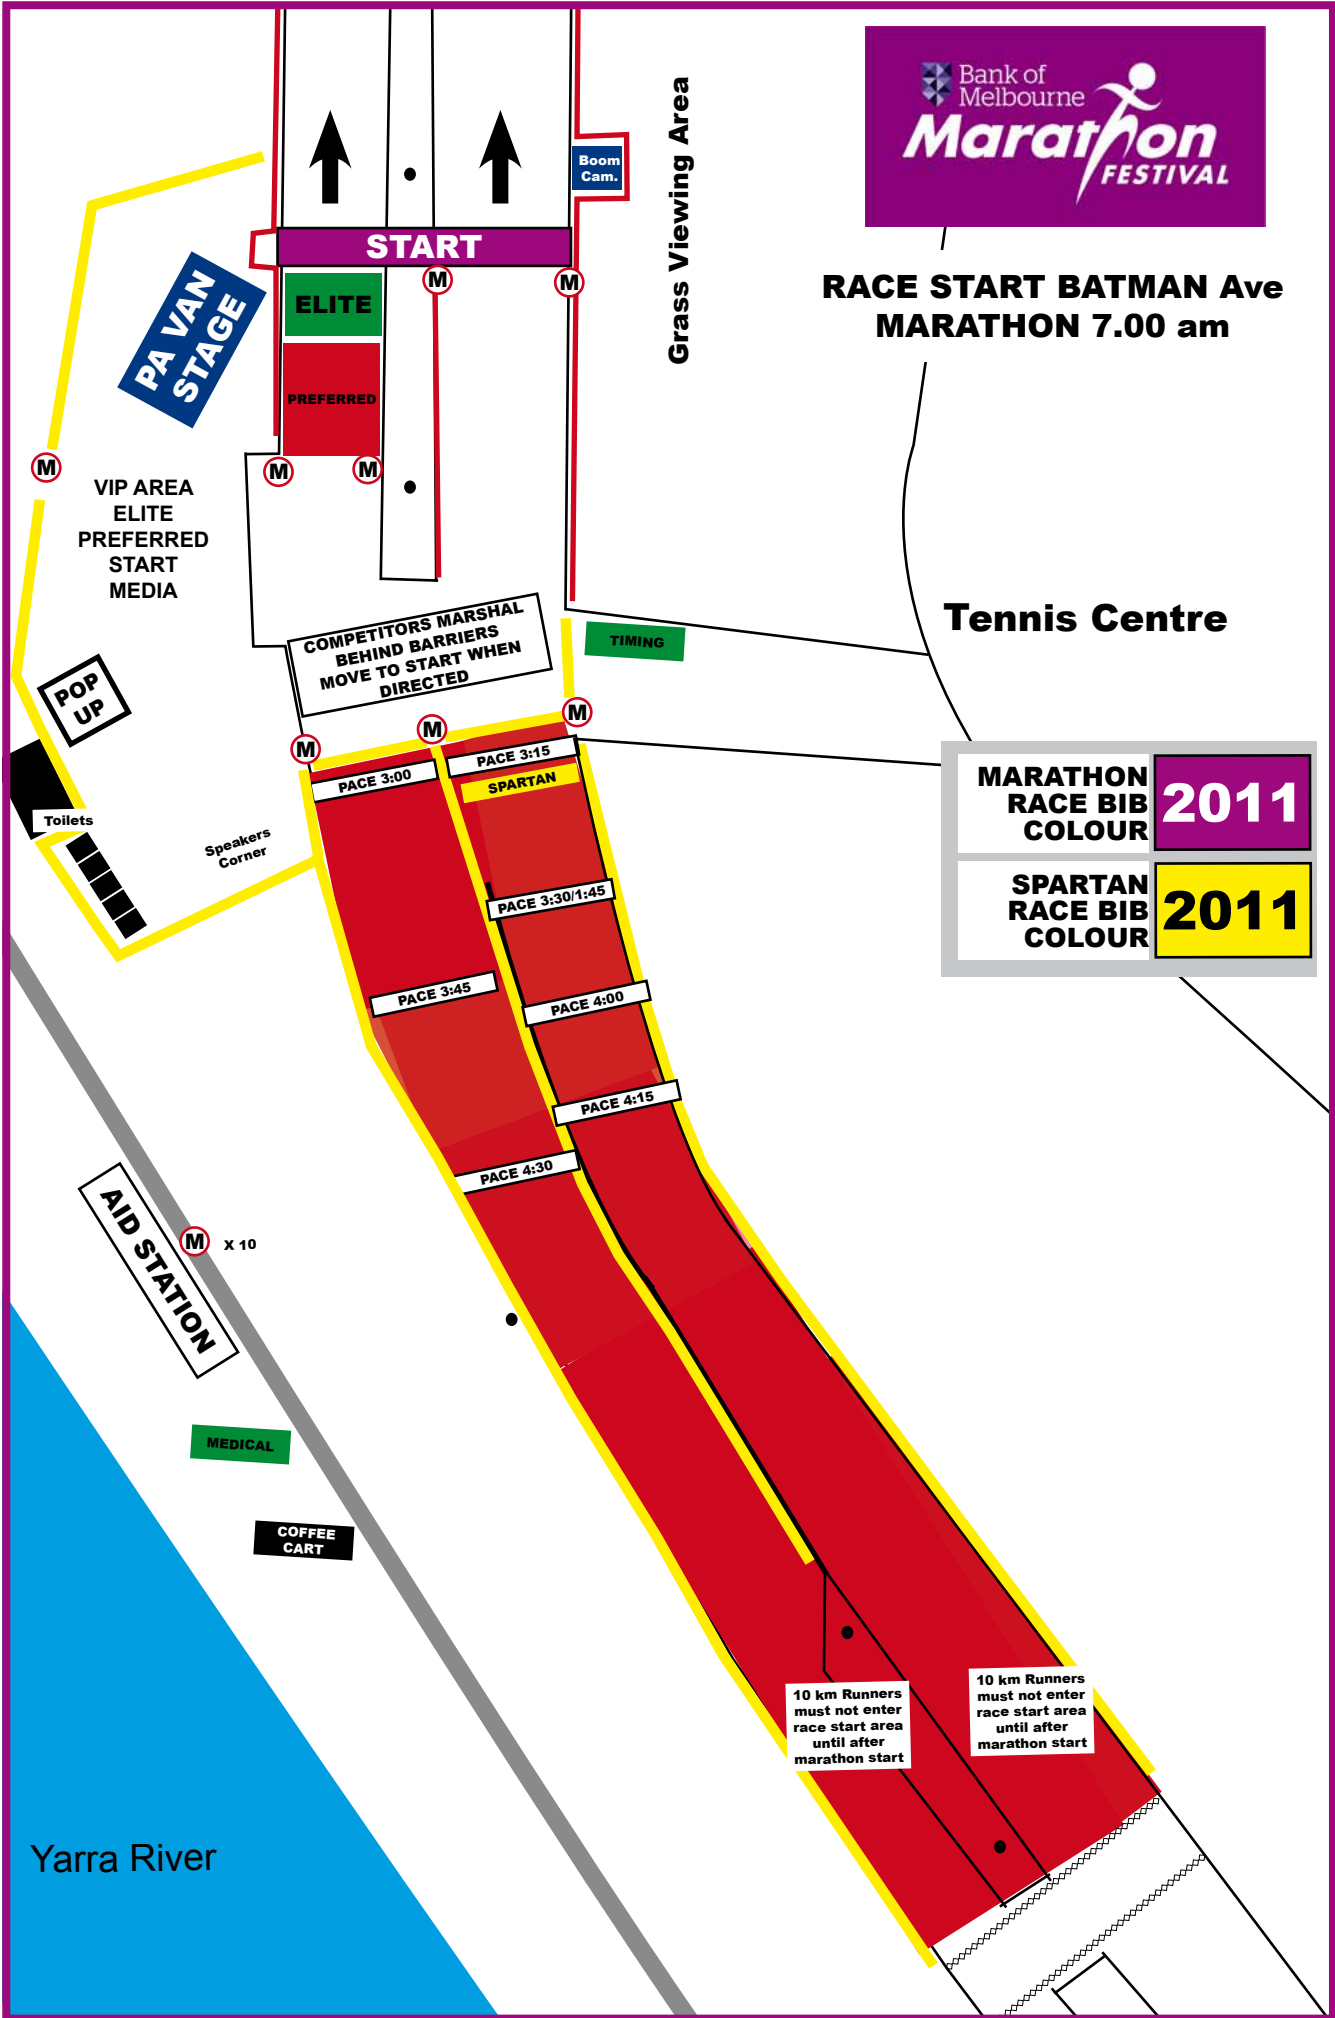 Bank of
Melbourne
Marathon
FESTIVAL
Grass Viewing Area
Boom
Cam.
START
RACE START BATMAN Ave
MARATHON 7.00 am
M
M
ELITE
PA VAN
STAGE
PREFERRED
M
M
M
VIP AREA
ELITE
PREFERRED
START
MEDIA
COMPETITORS MARSHAL
BEHIND BARRIERS
MOVE TO START WHEN
DIRECTED
TIMING
Tennis Centre
POP
UP
M
M
M
PACE 3:00
PACE 3:15
SPARTAN
MARATHON
RACE BIB
COLOUR
2011
SPARTAN
RACE BIB
COLOUR
2011
Toilets
Speakers
Corner
PACE 3:30/1:45
PACE 3:45
PACE 4:00
PACE 4:15
PACE 4:30
AID STATION
M
X 10
MEDICAL
COFFEE
CART
10 km Runners
must not enter
race start area
until after
marathon start
10 km Runners
must not enter
race start area
until after
marathon start
Yarra River